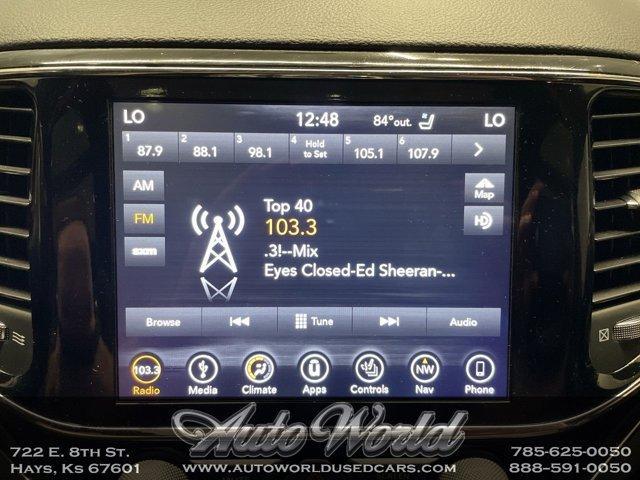 LO 12:48 84°out. LO
1 87.9 2 88.1 3 98.1 4 Hold to Set 5 105.1 6 107.9
AM
Map
FM
HD
sxm
Top 40
103.3
.3!--Mix
Eyes Closed-Ed Sheeran-...
Browse Tune Audio
103.3 NW
Radio Media Climate Apps Controls Nav Phone
Auto World
722 E. 8th St. 785-625-0050
Hays, Ks 67601 www.autoworldusedcars.com 888-591-0050